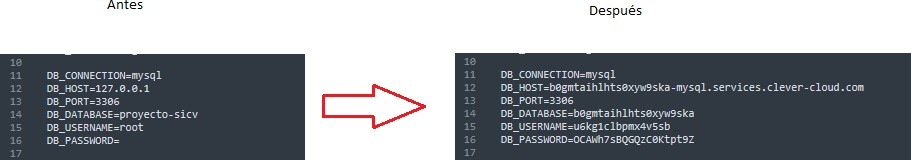 Antes
10
11 DB_CONNECTION=mysql
12 DB_HOST=127.0.0.1
13 DB_PORT=3306
14 DB_DATABASE=proyecto-sicv
15 DB_USERNAME=root
16 DB_PASSWORD=
17
Después
10
11 DB_CONNECTION=mysql
12 DB_HOST=b0gmtaihlhts0xyw9ska-mysql.services.clever-cloud.com
13 DB_PORT=3306
14 DB_DATABASE=b0gmtaihlhts0xyw9ska
15 DB_USERNAME=u6kg1clbpmx4v5sb
16 DB_PASSWORD=OCAWh7sBQGQzC0Ktpt9Z
17